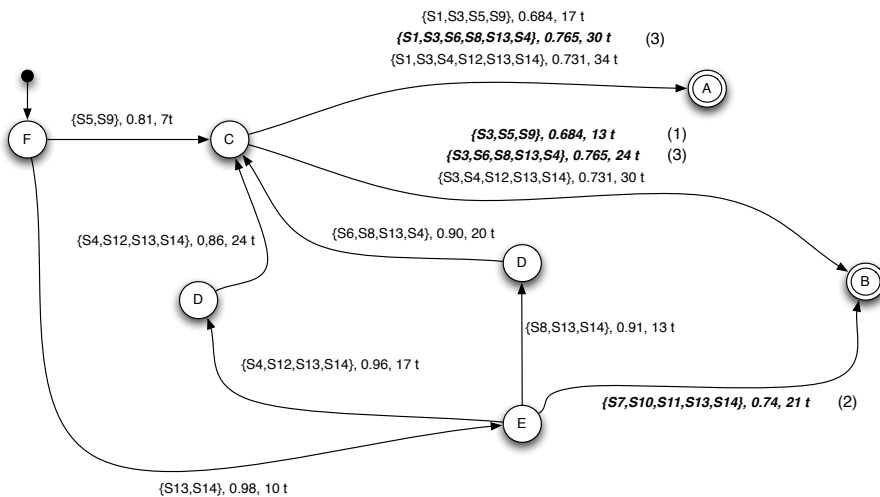 {S1,S3,S5,S9}, 0.684, 17 t
{S1,S3,S6,S8,S13,S4}, 0.765, 30 t (3)
{S1,S3,S4,S12,S13,S14}, 0.731, 34 t
A
{S5,S9}, 0.81, 7t
F
C
{S3,S5,S9}, 0.684, 13 t (1)
{S3,S6,S8,S13,S4}, 0.765, 24 t (3)
{S3,S4,S12,S13,S14}, 0.731, 30 t
{S4,S12,S13,S14}, 0,86, 24 t
{S6,S8,S13,S4}, 0.90, 20 t
D
D
B
{S8,S13,S14}, 0.91, 13 t
{S4,S12,S13,S14}, 0.96, 17 t
{S7,S10,S11,S13,S14}, 0.74, 21 t (2)
E
{S13,S14}, 0.98, 10 t